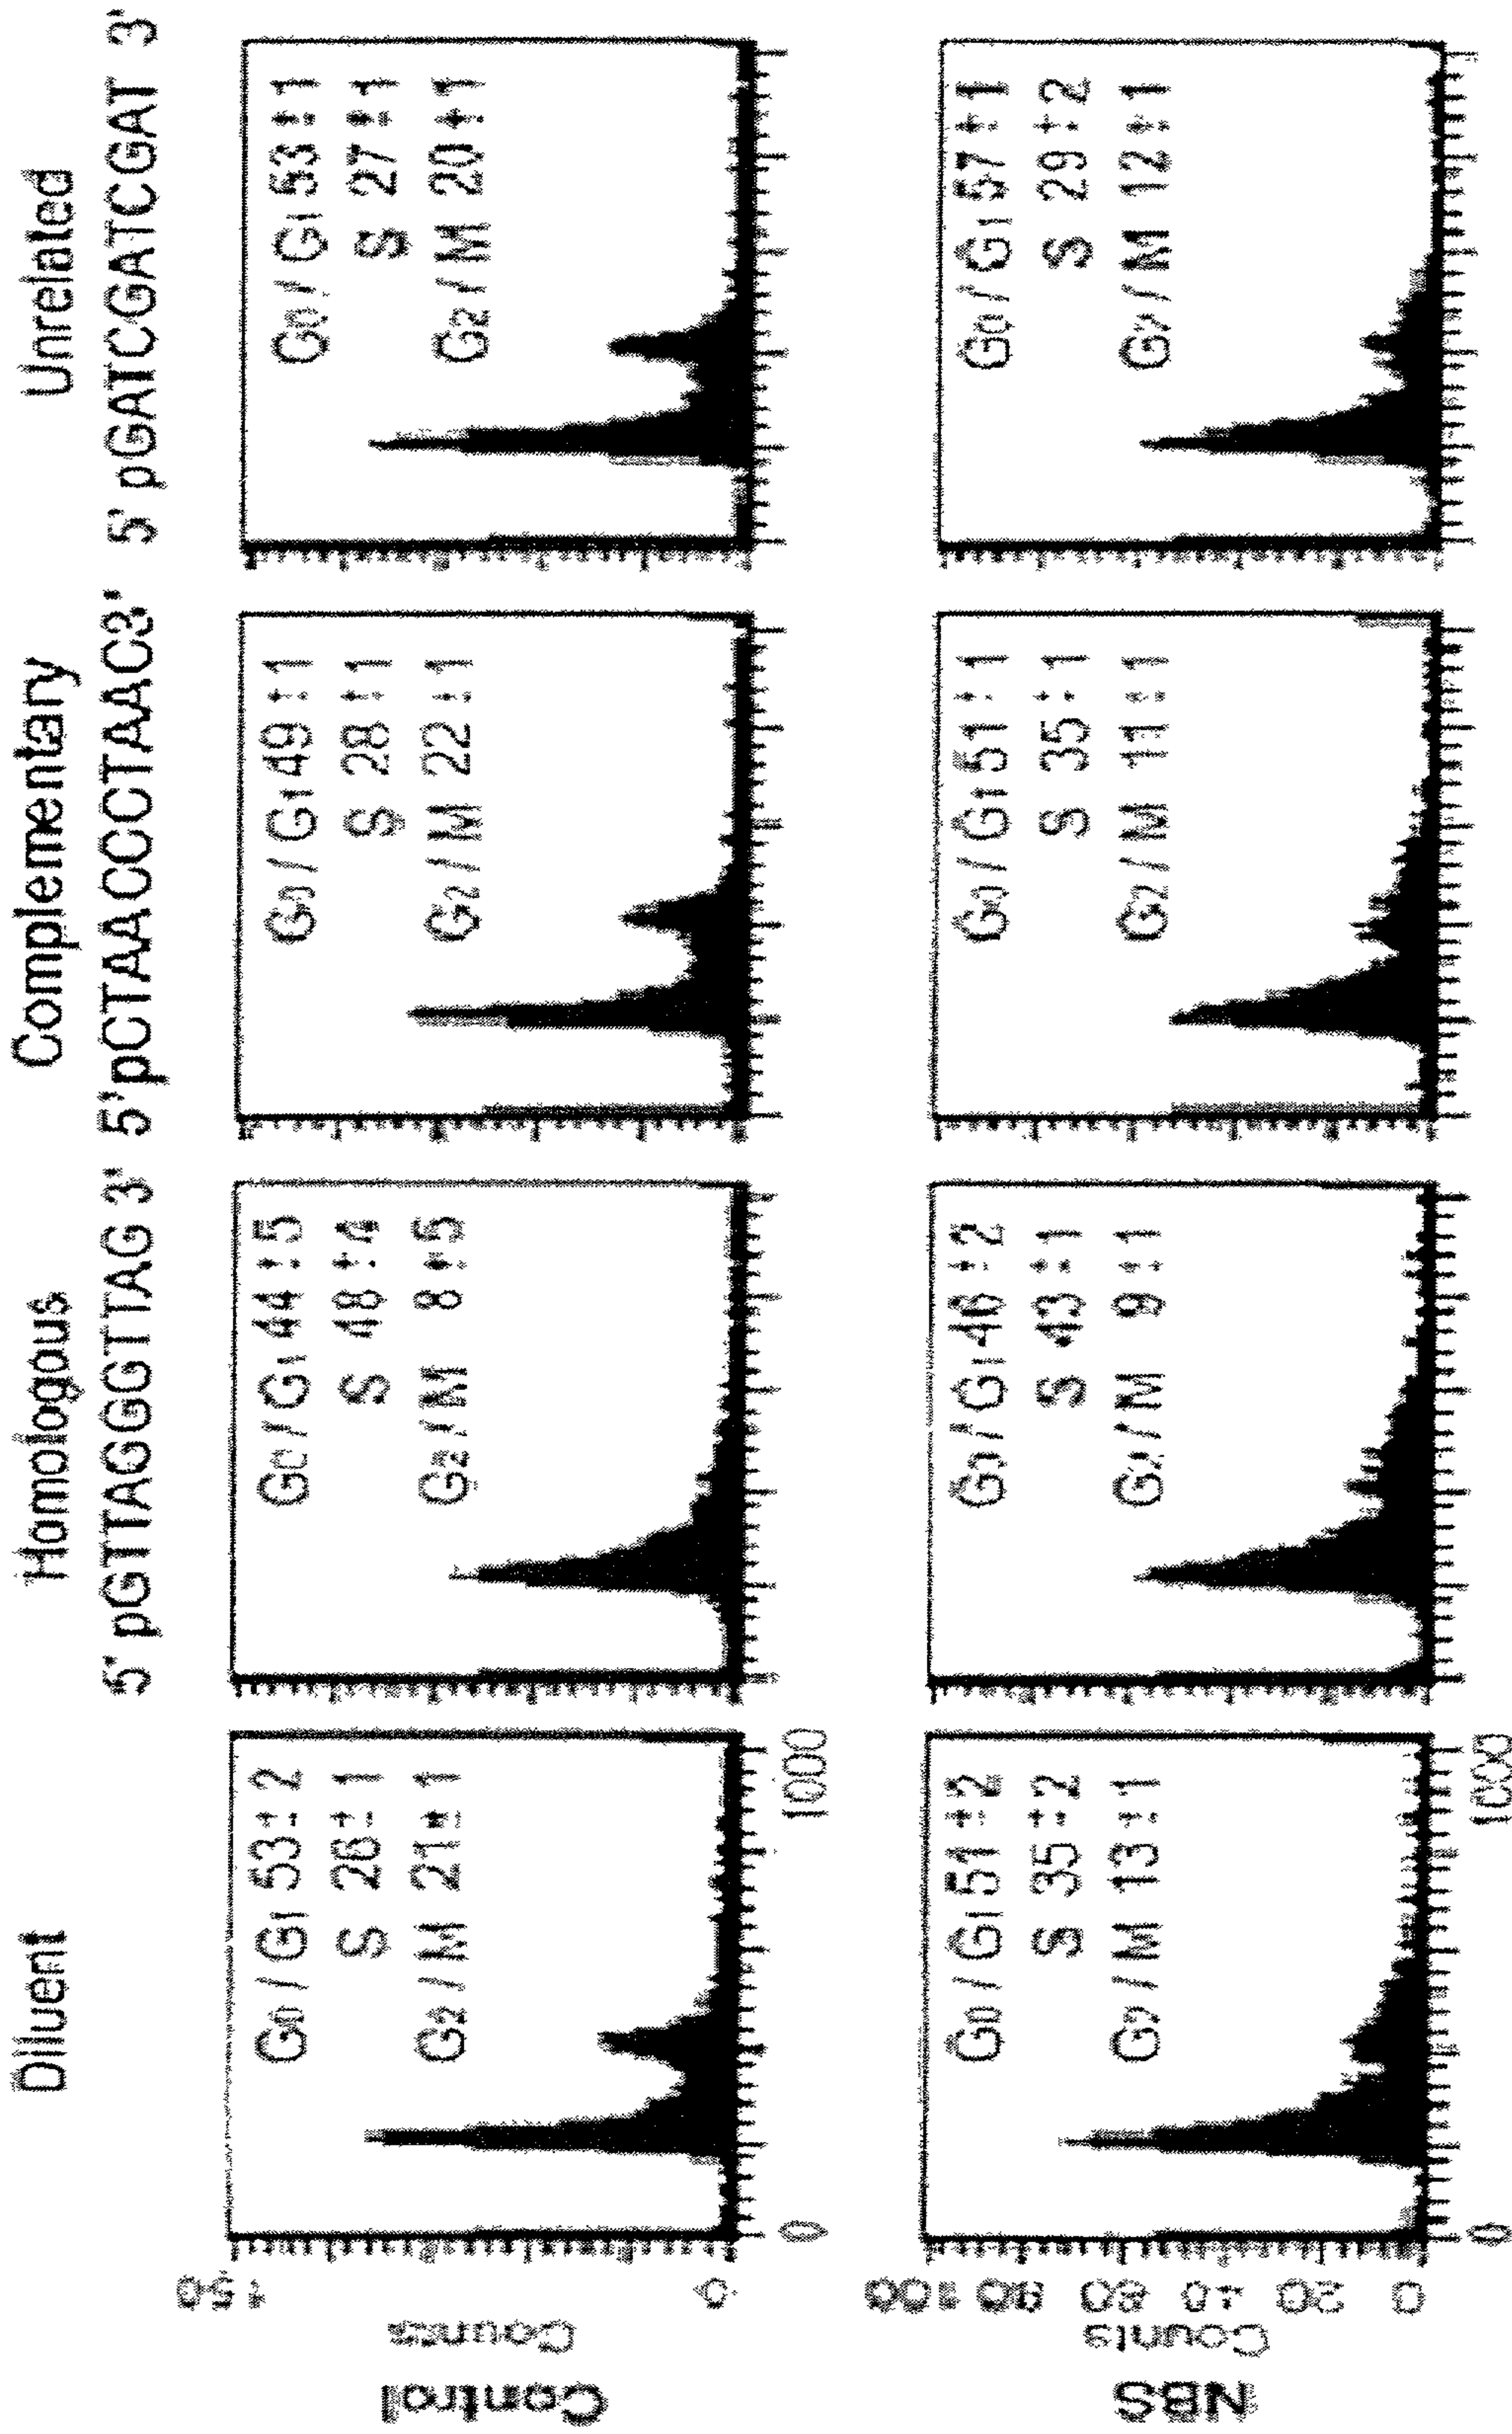 Diluent
Homologous
Complementary
Unrelated
5' pGTTAGGGTTAG 3'
5'pCTAACCCTAAC3'
5' pGATCGATCGAT 3'
Control
Counts
150
0
G0 / G1 53 ± 2
S 26 ± 1
G2 / M 21 ± 1
0
1000
G0 / G1 44 ± 5
S 48 ± 4
G2 / M 8 ± 5
G0 / G1 49 ± 1
S 28 ± 1
G2 / M 22 ± 1
G0 / G1 53 ± 1
S 27 ± 1
G2 / M 20 ± 1
NBS
Counts
100
80
60
40
20
0
G0 / G1 51 ± 2
S 35 ± 2
G2 / M 13 ± 1
0
1000
G0 / G1 46 ± 2
S 43 ± 1
G2 / M 9 ± 1
G0 / G1 51 ± 1
S 35 ± 1
G2 / M 11 ± 1
G0 / G1 57 ± 1
S 29 ± 2
G2 / M 12 ± 1